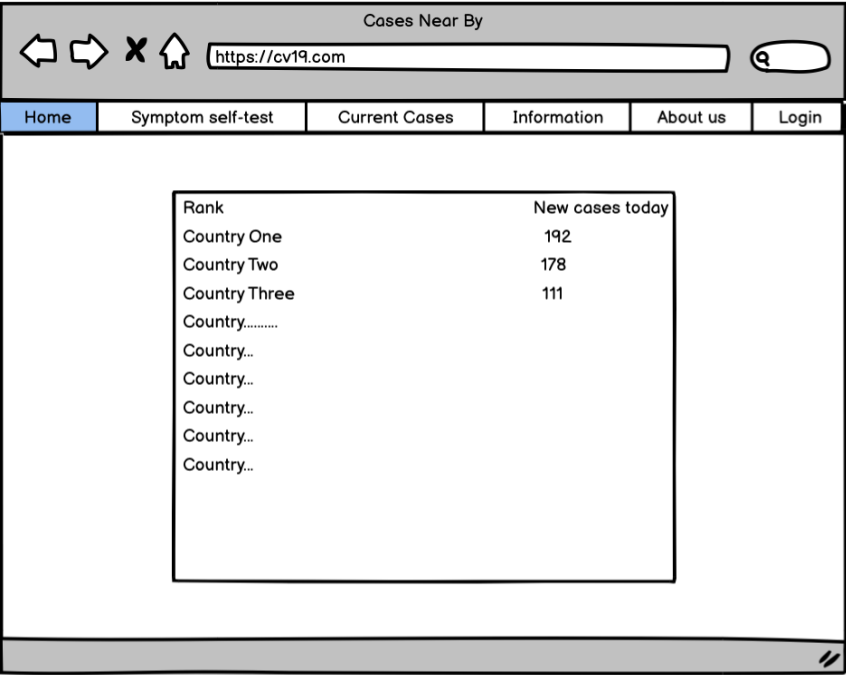 Cases Near By
https://cv19.com
Home Symptom self-test Current Cases Information About us Login
Rank New cases today
Country One 192
Country Two 178
Country Three 111
Country..........
Country...
Country...
Country...
Country...
Country...